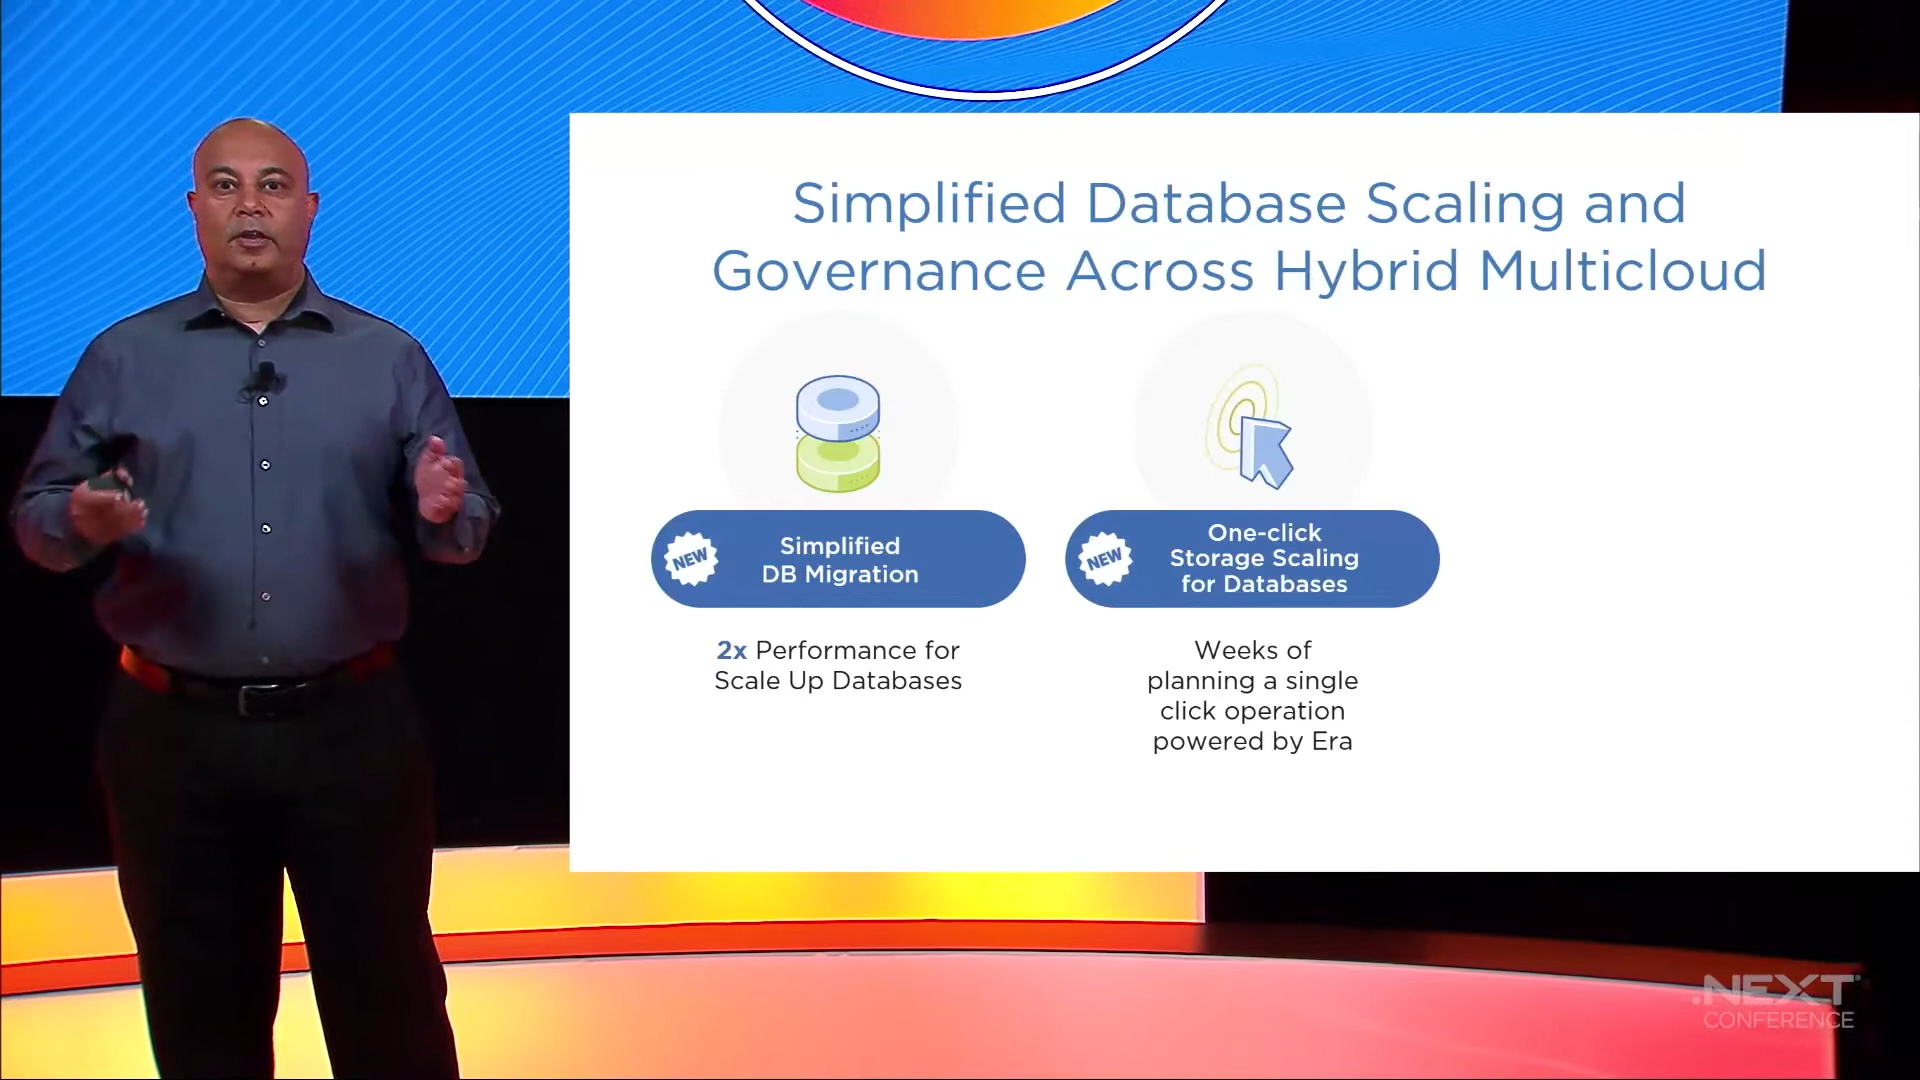 Simplified Database Scaling and
Governance Across Hybrid Multicloud
NEW
Simplified
DB Migration
2x Performance for
Scale Up Databases
NEW
One-click
Storage Scaling
for Databases
Weeks of
planning a single
click operation
powered by Era
.NEXT
CONFERENCE